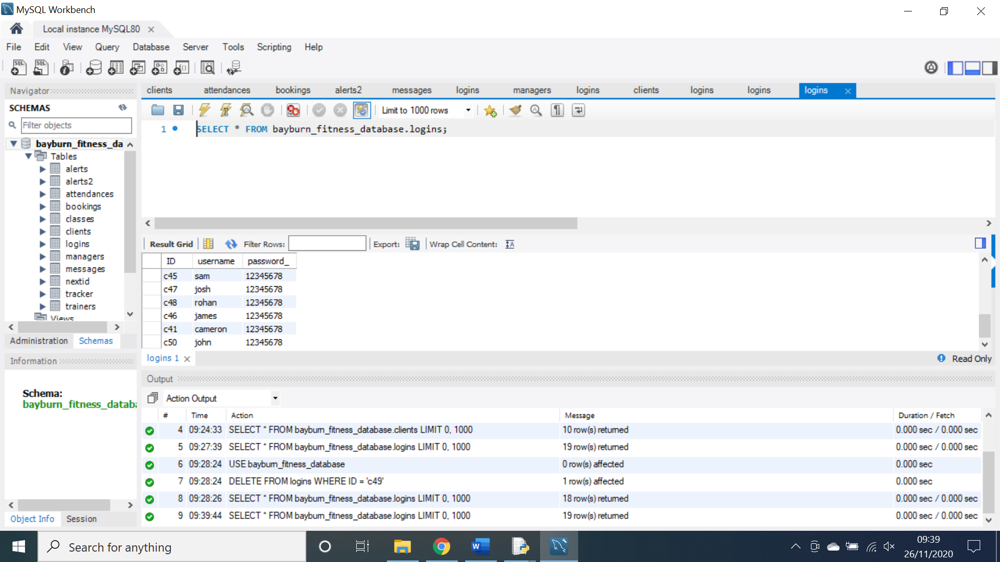 MySQL Workbench
Local instance MySQL80
File Edit View Query Database Server Tools Scripting Help
Navigator
SCHEMAS
Filter objects
bayburn_fitness_da
Tables
alerts
alerts2
attendances
bookings
classes
clients
logins
managers
messages
nextid
tracker
trainers
Views
Administration Schemas
Information
Schema:
bayburn_fitness_databa
Object Info Session
clients attendances bookings alerts2 messages logins managers logins clients logins logins logins
Limit to 1000 rows
1 SELECT * FROM bayburn_fitness_database.logins;
Result Grid Filter Rows: Export: Wrap Cell Content:
ID username password_
c45 sam 12345678
c47 josh 12345678
c48 rohan 12345678
c46 james 12345678
c41 cameron 12345678
c50 john 12345678
logins 1
Read Only
Output
Action Output
# Time Action Message Duration / Fetch
4 09:24:33 SELECT * FROM bayburn_fitness_database.clients LIMIT 0, 1000 10 row(s) returned 0.000 sec / 0.000 sec
5 09:27:39 SELECT * FROM bayburn_fitness_database.logins LIMIT 0, 1000 19 row(s) returned 0.000 sec / 0.000 sec
6 09:28:24 USE bayburn_fitness_database 0 row(s) affected 0.000 sec
7 09:28:24 DELETE FROM logins WHERE ID = 'c49' 1 row(s) affected 0.000 sec
8 09:28:26 SELECT * FROM bayburn_fitness_database.logins LIMIT 0, 1000 18 row(s) returned 0.000 sec / 0.000 sec
9 09:39:44 SELECT * FROM bayburn_fitness_database.logins LIMIT 0, 1000 19 row(s) returned 0.000 sec / 0.000 sec
Search for anything
09:39
26/11/2020